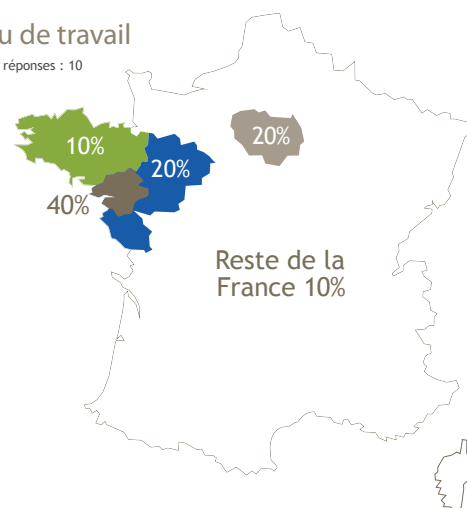 u de travail
réponses : 10
10%
20%
20%
40%
Reste de la
France 10%